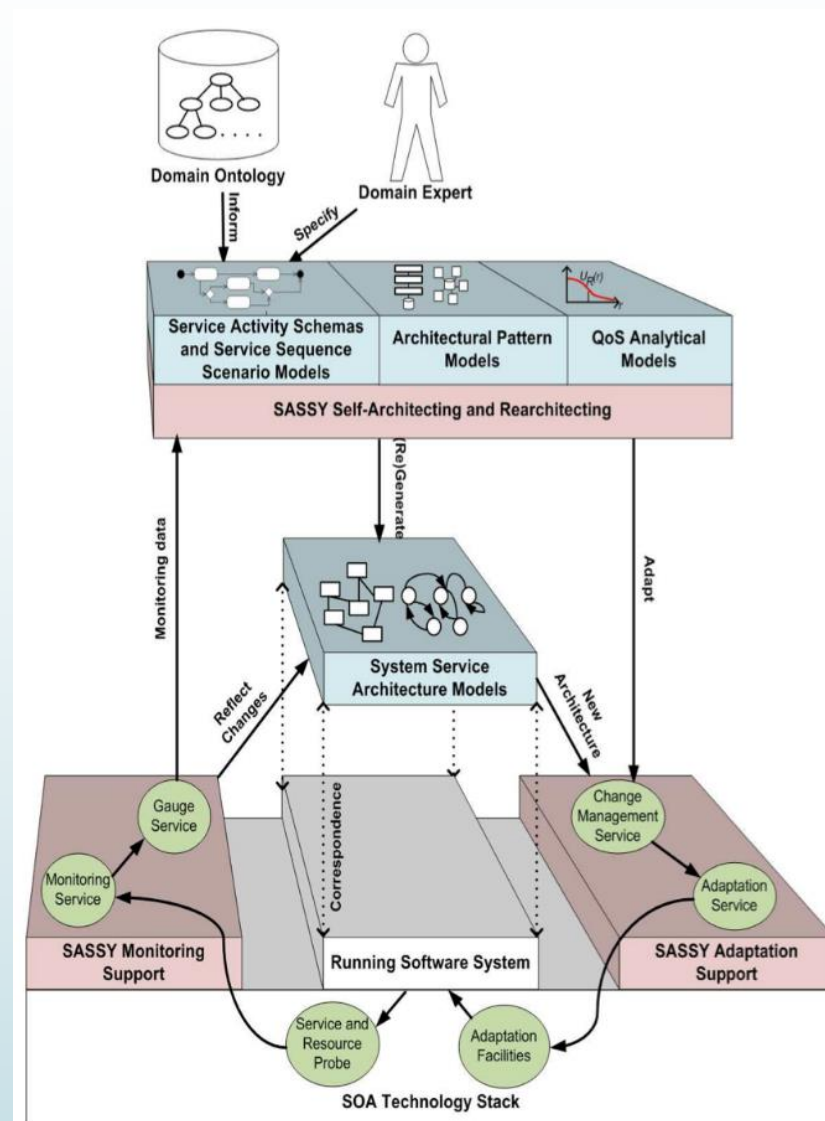 Domain Ontology
Domain Expert
Inform
Specify
U_R(r)
r
Service Activity Schemas
and Service Sequence
Scenario Models
Architectural Pattern
Models
QoS Analytical
Models
SASSY Self-Architecting and Rearchitecting
Monitoring data
(Re)Generate
Adapt
System Service
Architecture Models
Reflect
Changes
New
Architecture
Gauge
Service
Monitoring
Service
Correspondence
Change
Management
Service
Adaptation
Service
SASSY Monitoring
Support
Running Software System
SASSY Adaptation
Support
Service and
Resource
Probe
Adaptation
Facilities
SOA Technology Stack